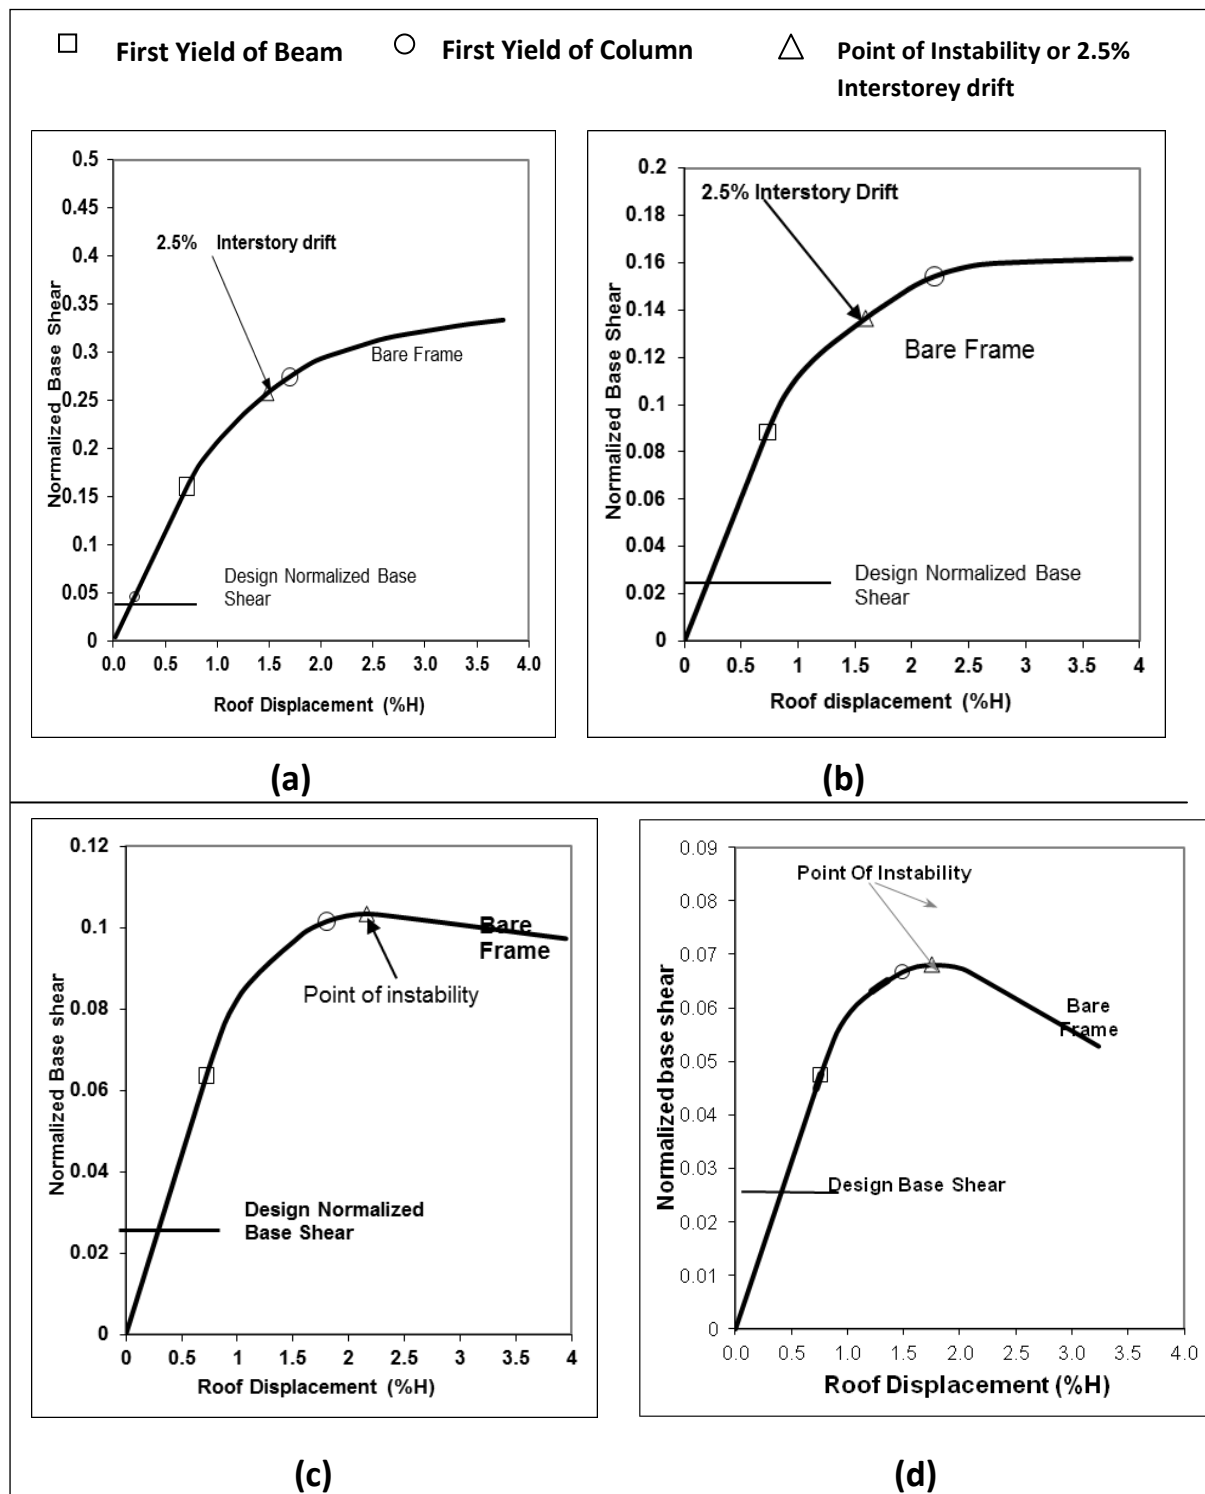 First Yield of Beam
First Yield of Column
Point of Instability or 2.5%
Interstorey drift
0.5
0.45
0.4
0.35
0.3
0.25
0.2
0.15
0.1
0.05
0
Normalized Base Shear
2.5% Interstory drift
Bare Frame
Design Normalized Base
Shear
0.0 0.5 1.0 1.5 2.0 2.5 3.0 3.5 4.0
Roof Displacement (%H)
(a)
0.2
0.18
0.16
0.14
0.12
0.1
0.08
0.06
0.04
0.02
0
Normalized Base Shear
2.5% Interstory Drift
Bare Frame
Design Normalized Base
Shear
0 0.5 1 1.5 2 2.5 3 3.5 4
Roof displacement (%H)
(b)
0.12
0.1
0.08
0.06
0.04
0.02
0
Normalized Base shear
Bare
Frame
Point of instability
Design Normalized
Base Shear
0 0.5 1 1.5 2 2.5 3 3.5 4
Roof Displacement (%H)
(c)
0.09
0.08
0.07
0.06
0.05
0.04
0.03
0.02
0.01
0
Normalized base shear
Point Of Instability
Bare
Frame
Design Base Shear
0.0 0.5 1.0 1.5 2.0 2.5 3.0 3.5 4.0
Roof Displacement (%H)
(d)